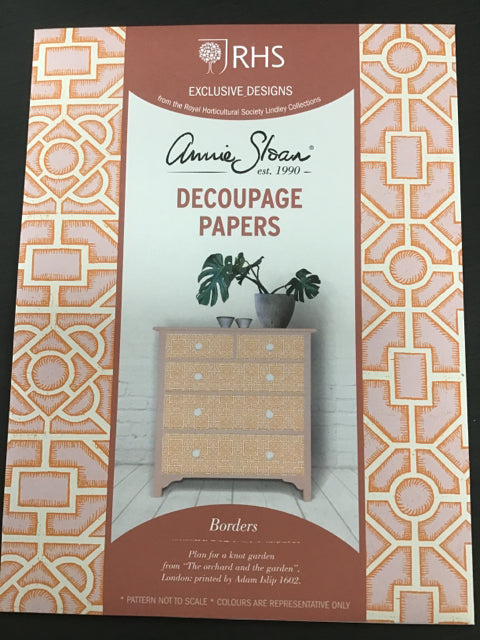 RHS
EXCLUSIVE DESIGNS
from the Royal Horticultural Society Lindley Collections
Annie Sloan®
est. 1990
DECOUPAGE
PAPERS
Borders
Plan for a knot garden
from “The orchard and the garden”.
London: printed by Adam Islip 1602.
* PATTERN NOT TO SCALE * COLOURS ARE REPRESENTATIVE ONLY